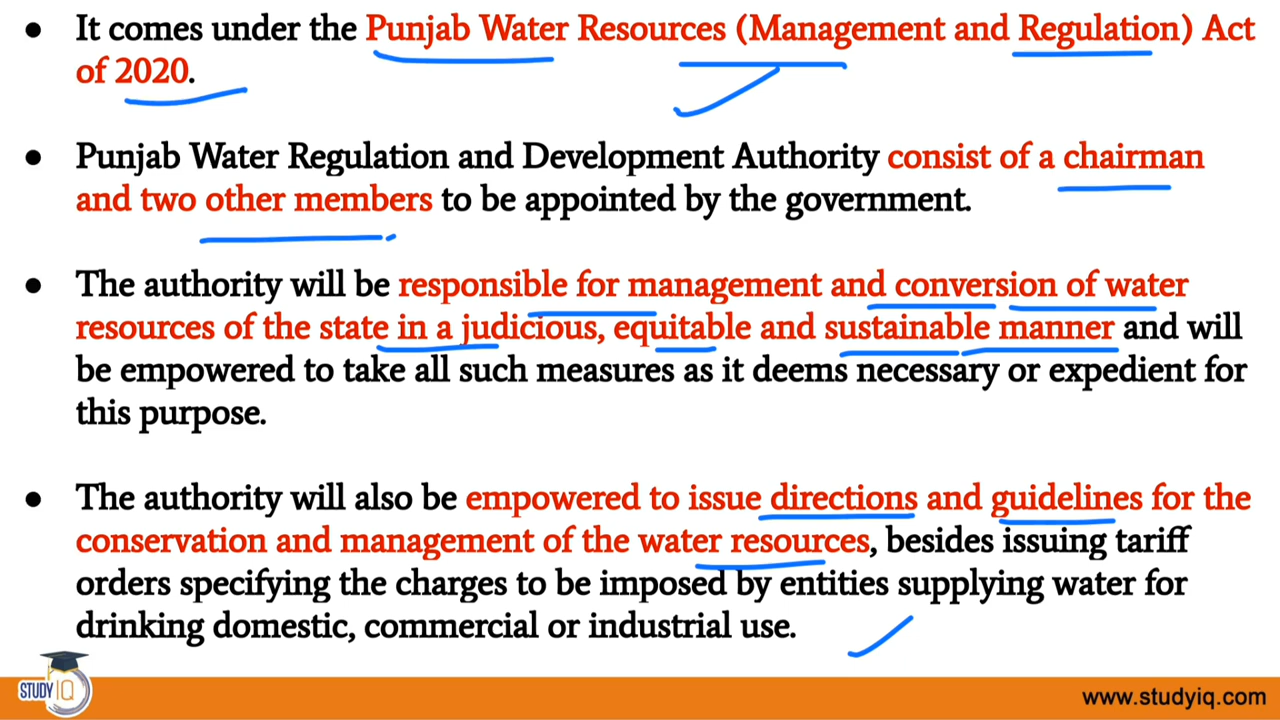 ● It comes under the Punjab Water Resources (Management and Regulation) Act
of 2020.
● Punjab Water Regulation and Development Authority consist of a chairman
and two other members to be appointed by the government.
● The authority will be responsible for management and conversion of water
resources of the state in a judicious, equitable and sustainable manner and will
be empowered to take all such measures as it deems necessary or expedient for
this purpose.
● The authority will also be empowered to issue directions and guidelines for the
conservation and management of the water resources, besides issuing tariff
orders specifying the charges to be imposed by entities supplying water for
drinking domestic, commercial or industrial use.
STUDY IQ
www.studyiq.com